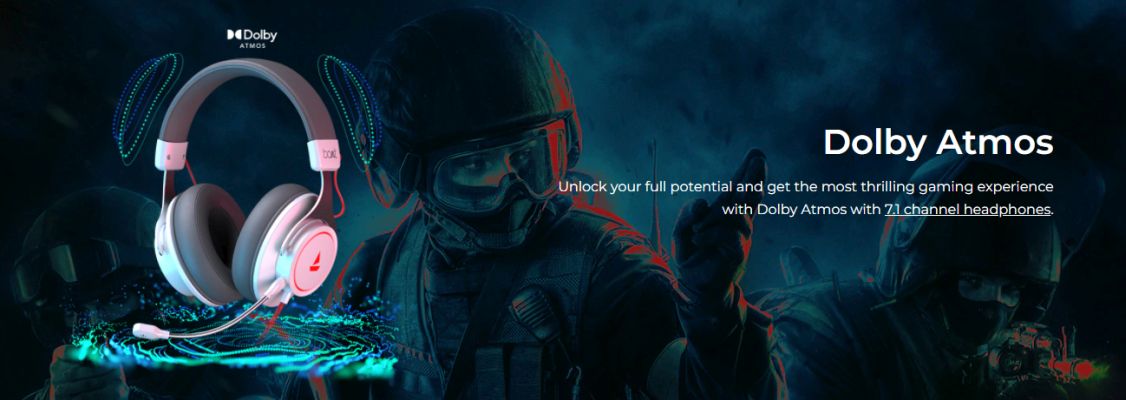 Dolby
ATMOS
boAt
Dolby Atmos
Unlock your full potential and get the most thrilling gaming experience
with Dolby Atmos with 7.1 channel headphones.